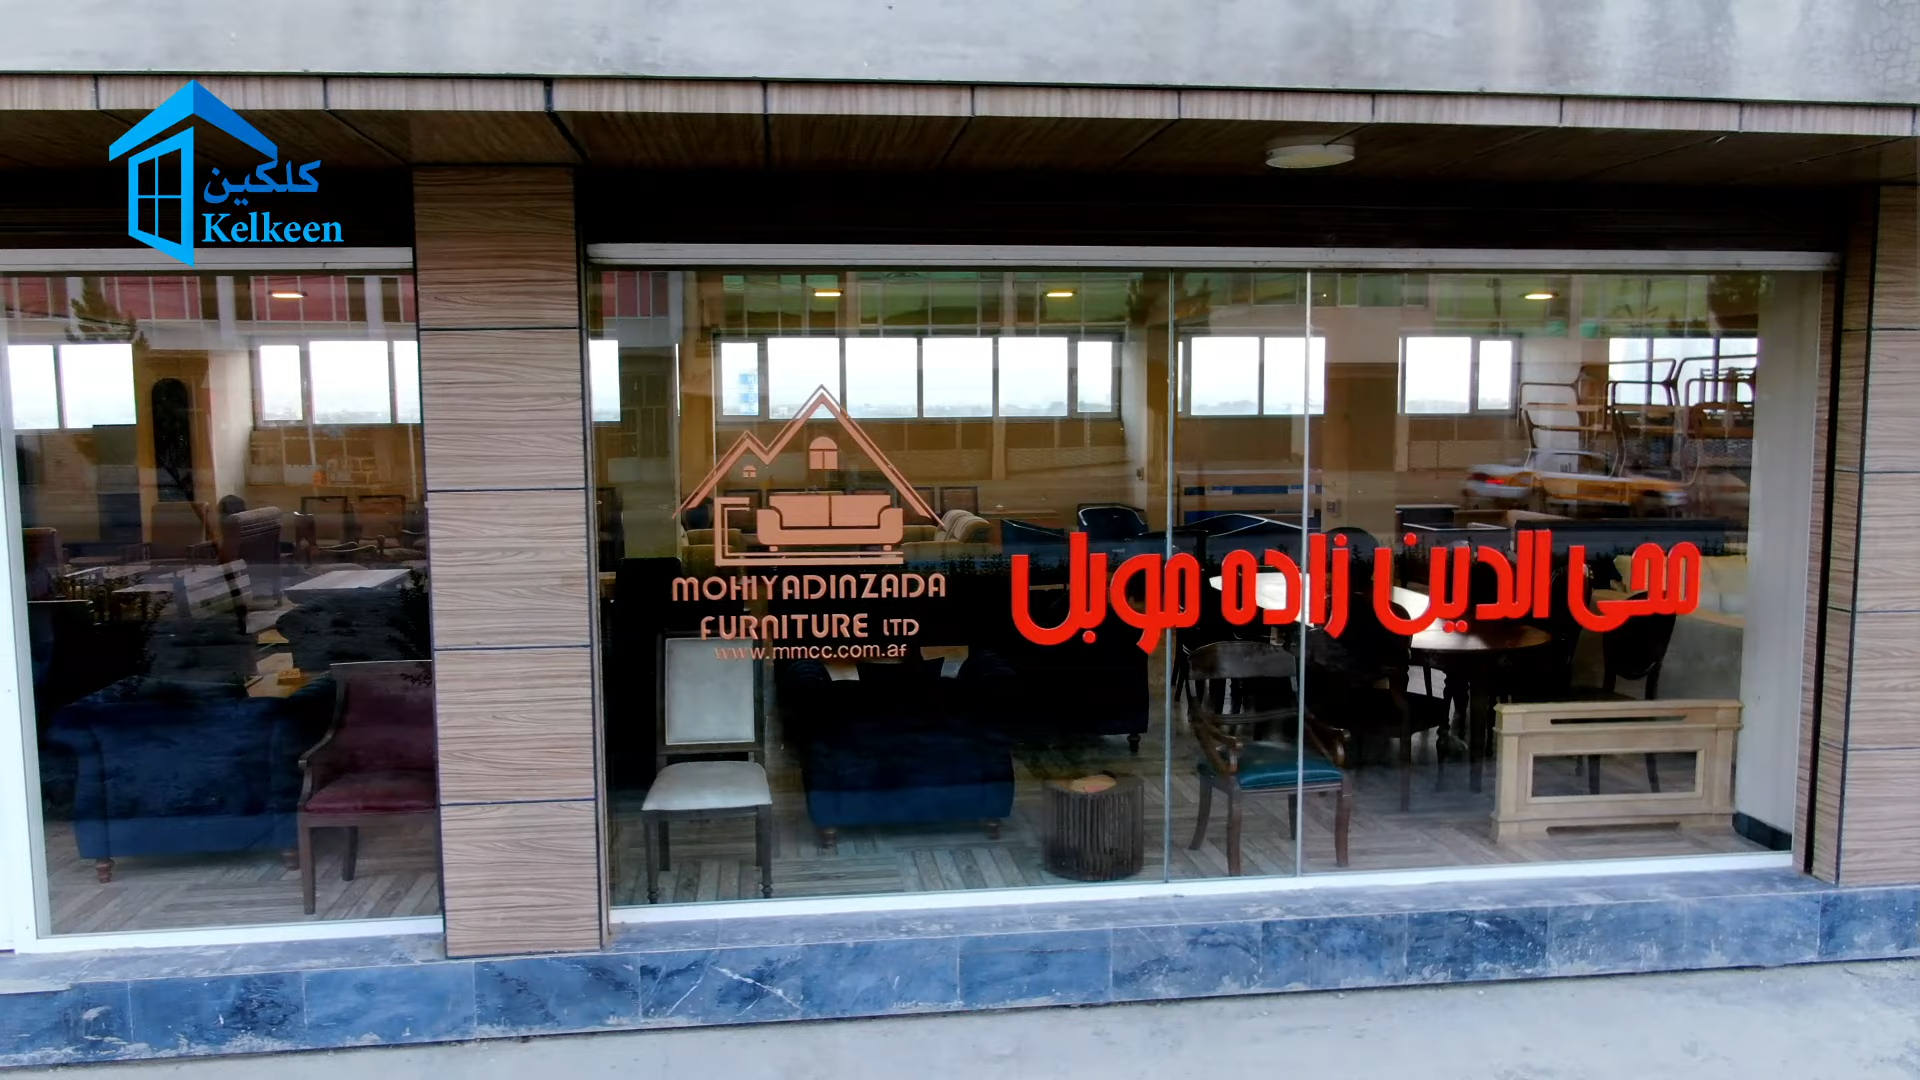 کلکین
Kelkeen
MOHIYADINZADA
FURNITURE LTD
www.mmcc.com.af
محی الدین زاده موبل